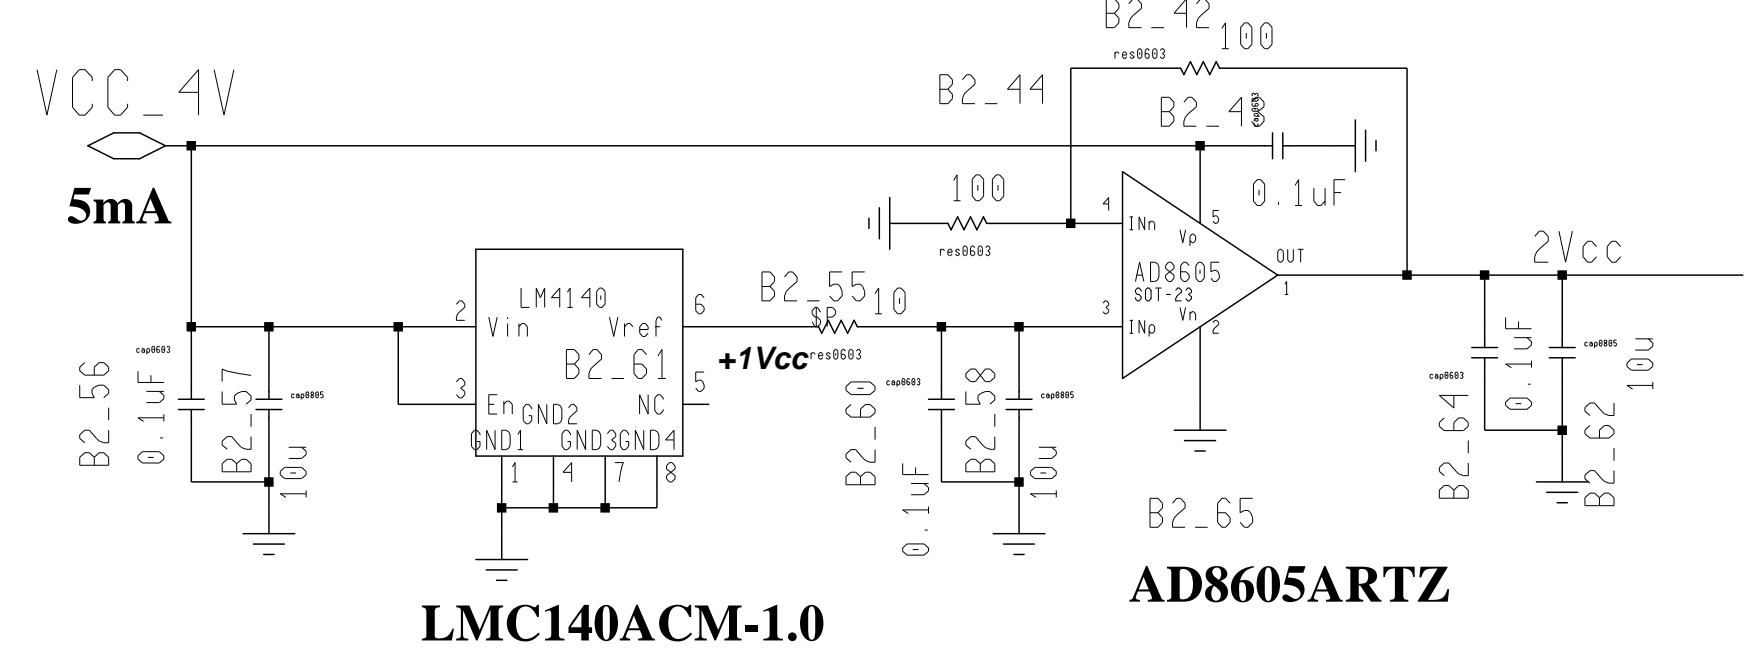 B2_42
100
res0603
VCC_4V
B2_44
B2_43
cap0603
5mA
100
0.1uF
4
INn
5
Vp
res0603
OUT
2Vcc
AD8605
SOT-23
1
B2_55
10
$P
LM4140
6
2
Vin
Vref
3
INp
Vn
2
+1Vcc
res0603
B2_61
cap0603
B2_56
0.1uF
B2_57
cap0805
10u
3
En
GND2
NC
5
GND1
GND3
GND4
1
4
7
8
B2_60
cap0603
0.1uF
B2_58
cap0805
10u
cap0603
B2_64
0.1uF
cap0805
10u
B2_62
B2_65
AD8605ARTZ
LMC140ACM-1.0